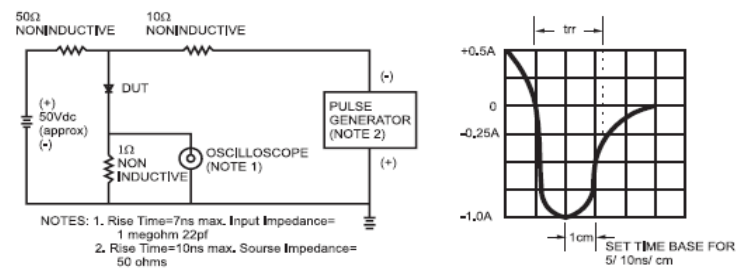 50Ω
NONINDUCTIVE
10Ω
NONINDUCTIVE
(+)
50Vdc
(approx)
(-)
DUT
1Ω
NON
INDUCTIVE
OSCILLOSCOPE
(NOTE 1)
(-)
PULSE
GENERATOR
(NOTE 2)
(+)
NOTES: 1. Rise Time=7ns max. Input Impedance=
1 megohm 22pf
2. Rise Time=10ns max. Sourse Impedance=
50 ohms
trr
+0.5A
0
-0.25A
-1.0A
1cm
SET TIME BASE FOR
5/ 10ns/ cm